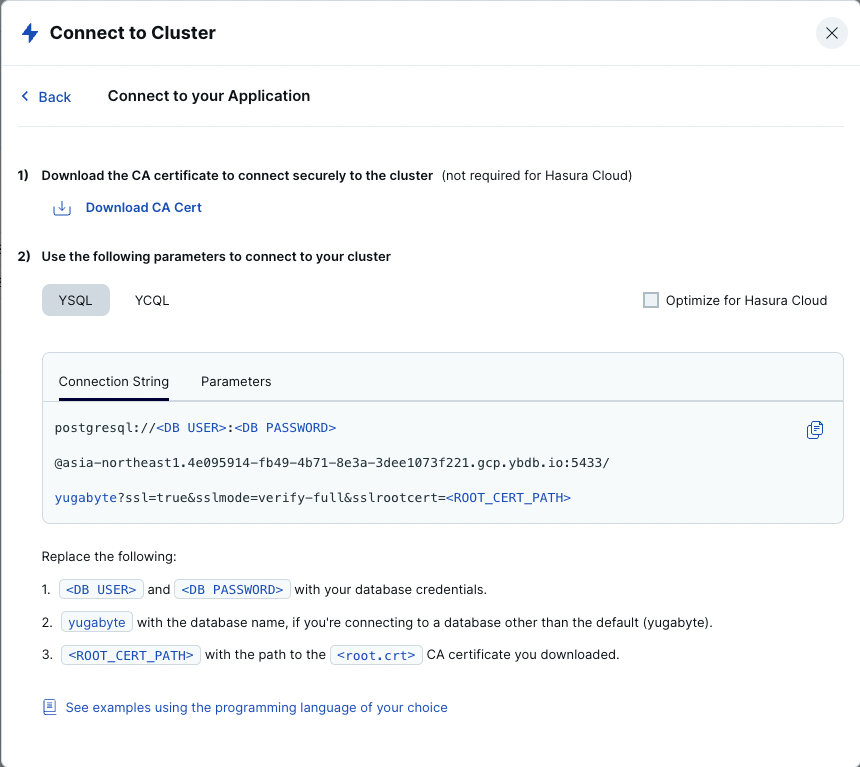 Connect to Cluster
Back
Connect to your Application
1) Download the CA certificate to connect securely to the cluster (not required for Hasura Cloud)
Download CA Cert
2) Use the following parameters to connect to your cluster
YSQL YCQL Optimize for Hasura Cloud
Connection String Parameters
postgresql://<DB USER>:<DB PASSWORD>
@asia-northeast1.4e095914-fb49-4b71-8e3a-3dee1073f221.gcp.ybdb.io:5433/
yugabyte?ssl=true&sslmode=verify-full&sslrootcert=<ROOT_CERT_PATH>
Replace the following:
1. <DB USER> and <DB PASSWORD> with your database credentials.
2. yugabyte with the database name, if you're connecting to a database other than the default (yugabyte).
3. <ROOT_CERT_PATH> with the path to the <root.crt> CA certificate you downloaded.
See examples using the programming language of your choice